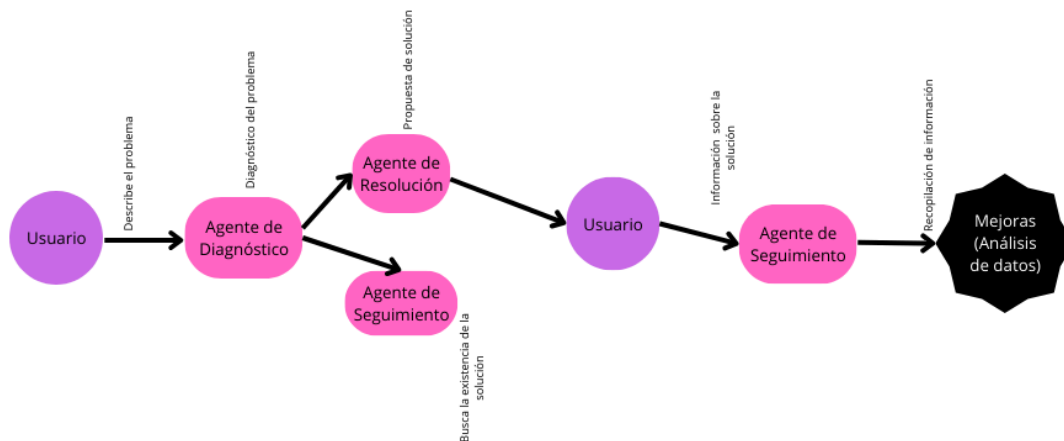 Usuario
Describe el problema
Agente de
Diagnóstico
Diagnóstico del problema
Agente de
Resolución
Propuesta de solución
Agente de
Seguimiento
Busca la existencia de la
solución
Usuario
Información sobre la
solución
Agente de
Seguimiento
Recopilación de información
Mejoras
(Análisis
de datos)